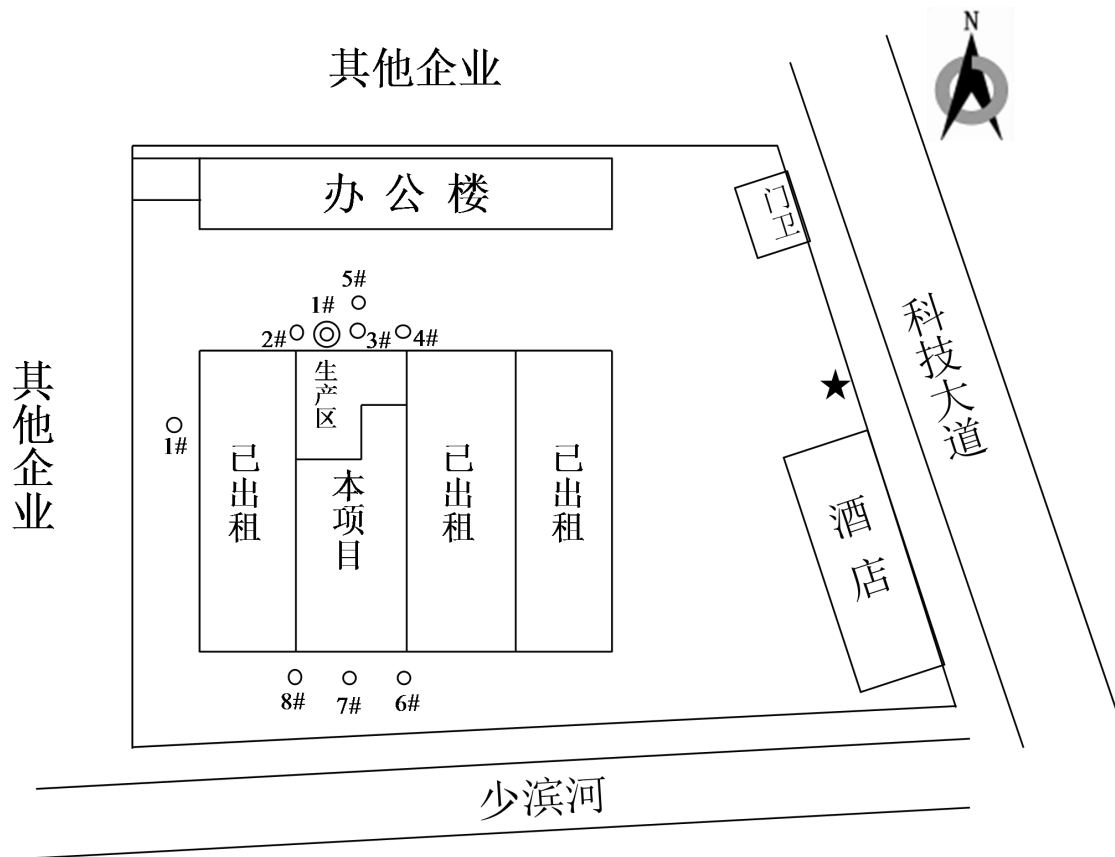 N
其他企业
办公楼
门卫
科技大道
5#
1#
2#
3#
4#
生产区
其他企业
1#
已出租
本项目
已出租
已出租
酒店
8#
7#
6#
少滨河